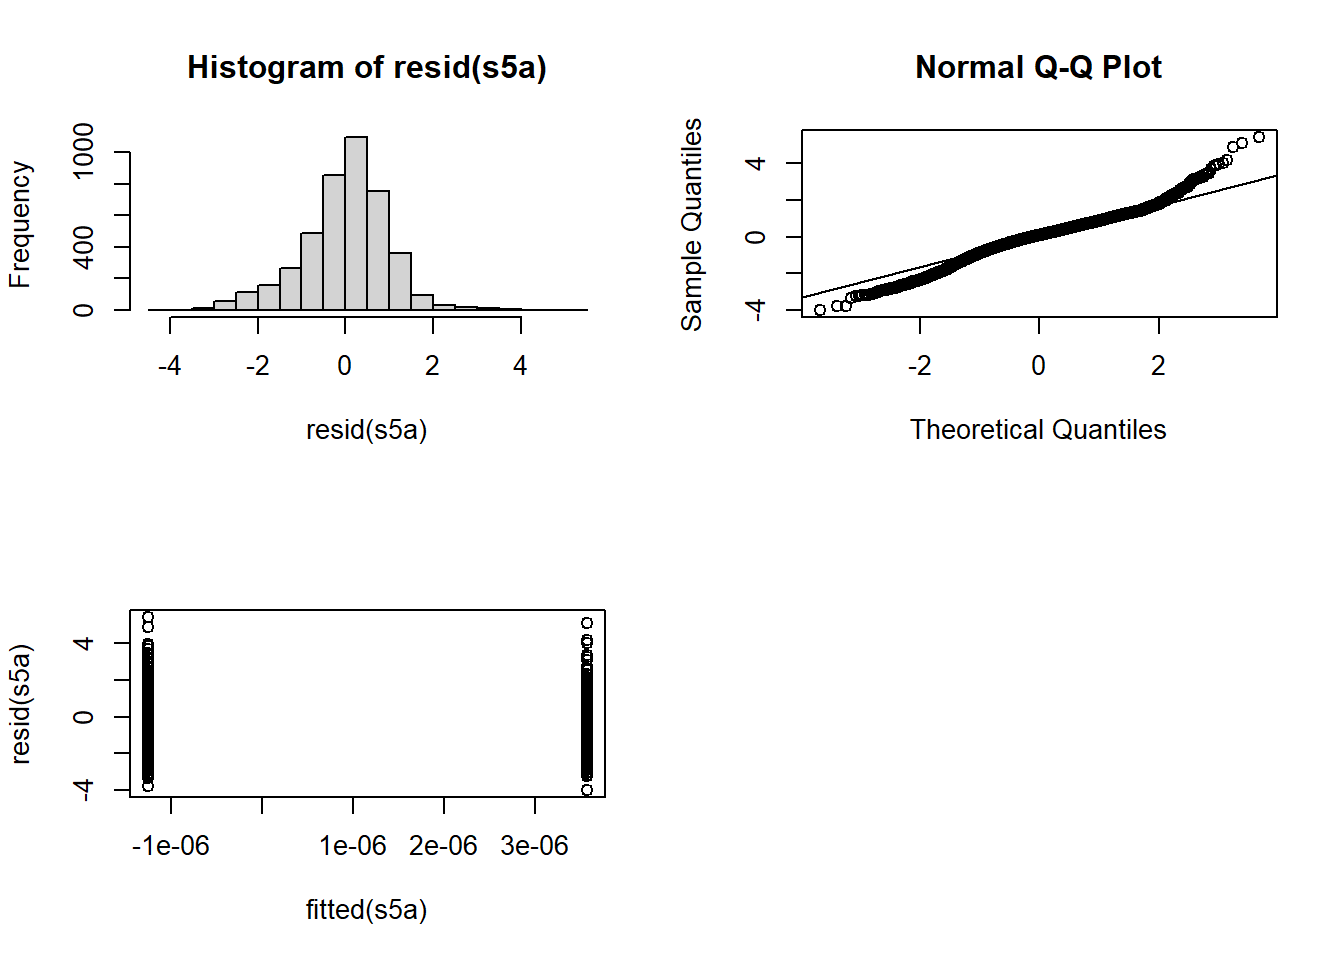 Histogram of resid(s5a)
Frequency
0 400 1000
-4 -2 0 2 4
resid(s5a)
Normal Q-Q Plot
Sample Quantiles
-4 0 4
-2 0 2
Theoretical Quantiles
resid(s5a)
-4 0 4
-1e-06 1e-06 2e-06 3e-06
fitted(s5a)